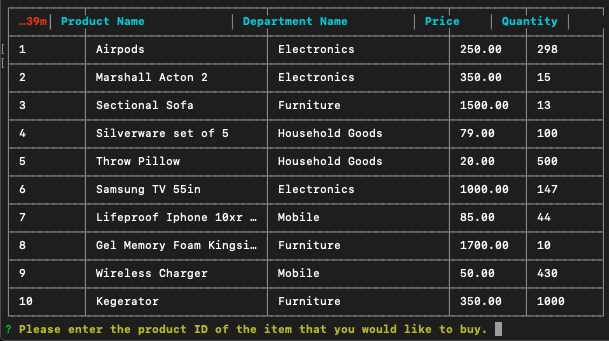 …39m Product Name Department Name Price Quantity
1 Airpods Electronics 250.00 298
2 Marshall Acton 2 Electronics 350.00 15
3 Sectional Sofa Furniture 1500.00 13
4 Silverware set of 5 Household Goods 79.00 100
5 Throw Pillow Household Goods 20.00 500
6 Samsung TV 55in Electronics 1000.00 147
7 Lifeproof Iphone 10xr … Mobile 85.00 44
8 Gel Memory Foam Kingsi… Furniture 1700.00 10
9 Wireless Charger Mobile 50.00 430
10 Kegerator Furniture 350.00 1000
? Please enter the product ID of the item that you would like to buy.